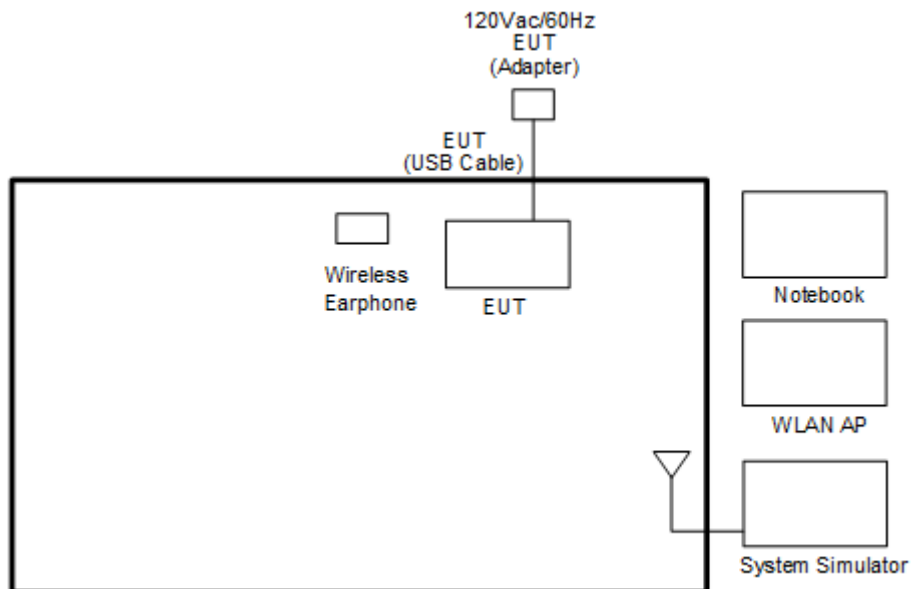 120Vac/60Hz
EUT
(Adapter)
EUT
(USB Cable)
Wireless
Earphone
EUT
Notebook
WLAN AP
System Simulator